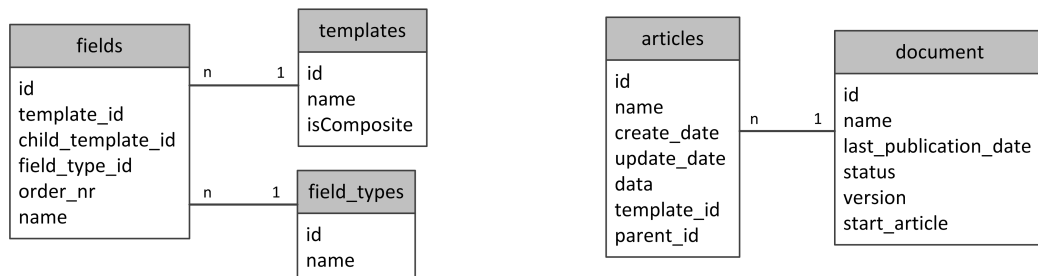 fields
id
template_id
child_template_id
field_type_id
order_nr
name
n 1
n 1
templates
id
name
isComposite
field_types
id
name
articles
id
name
create_date
update_date
data
template_id
parent_id
n 1
document
id
name
last_publication_date
status
version
start_article